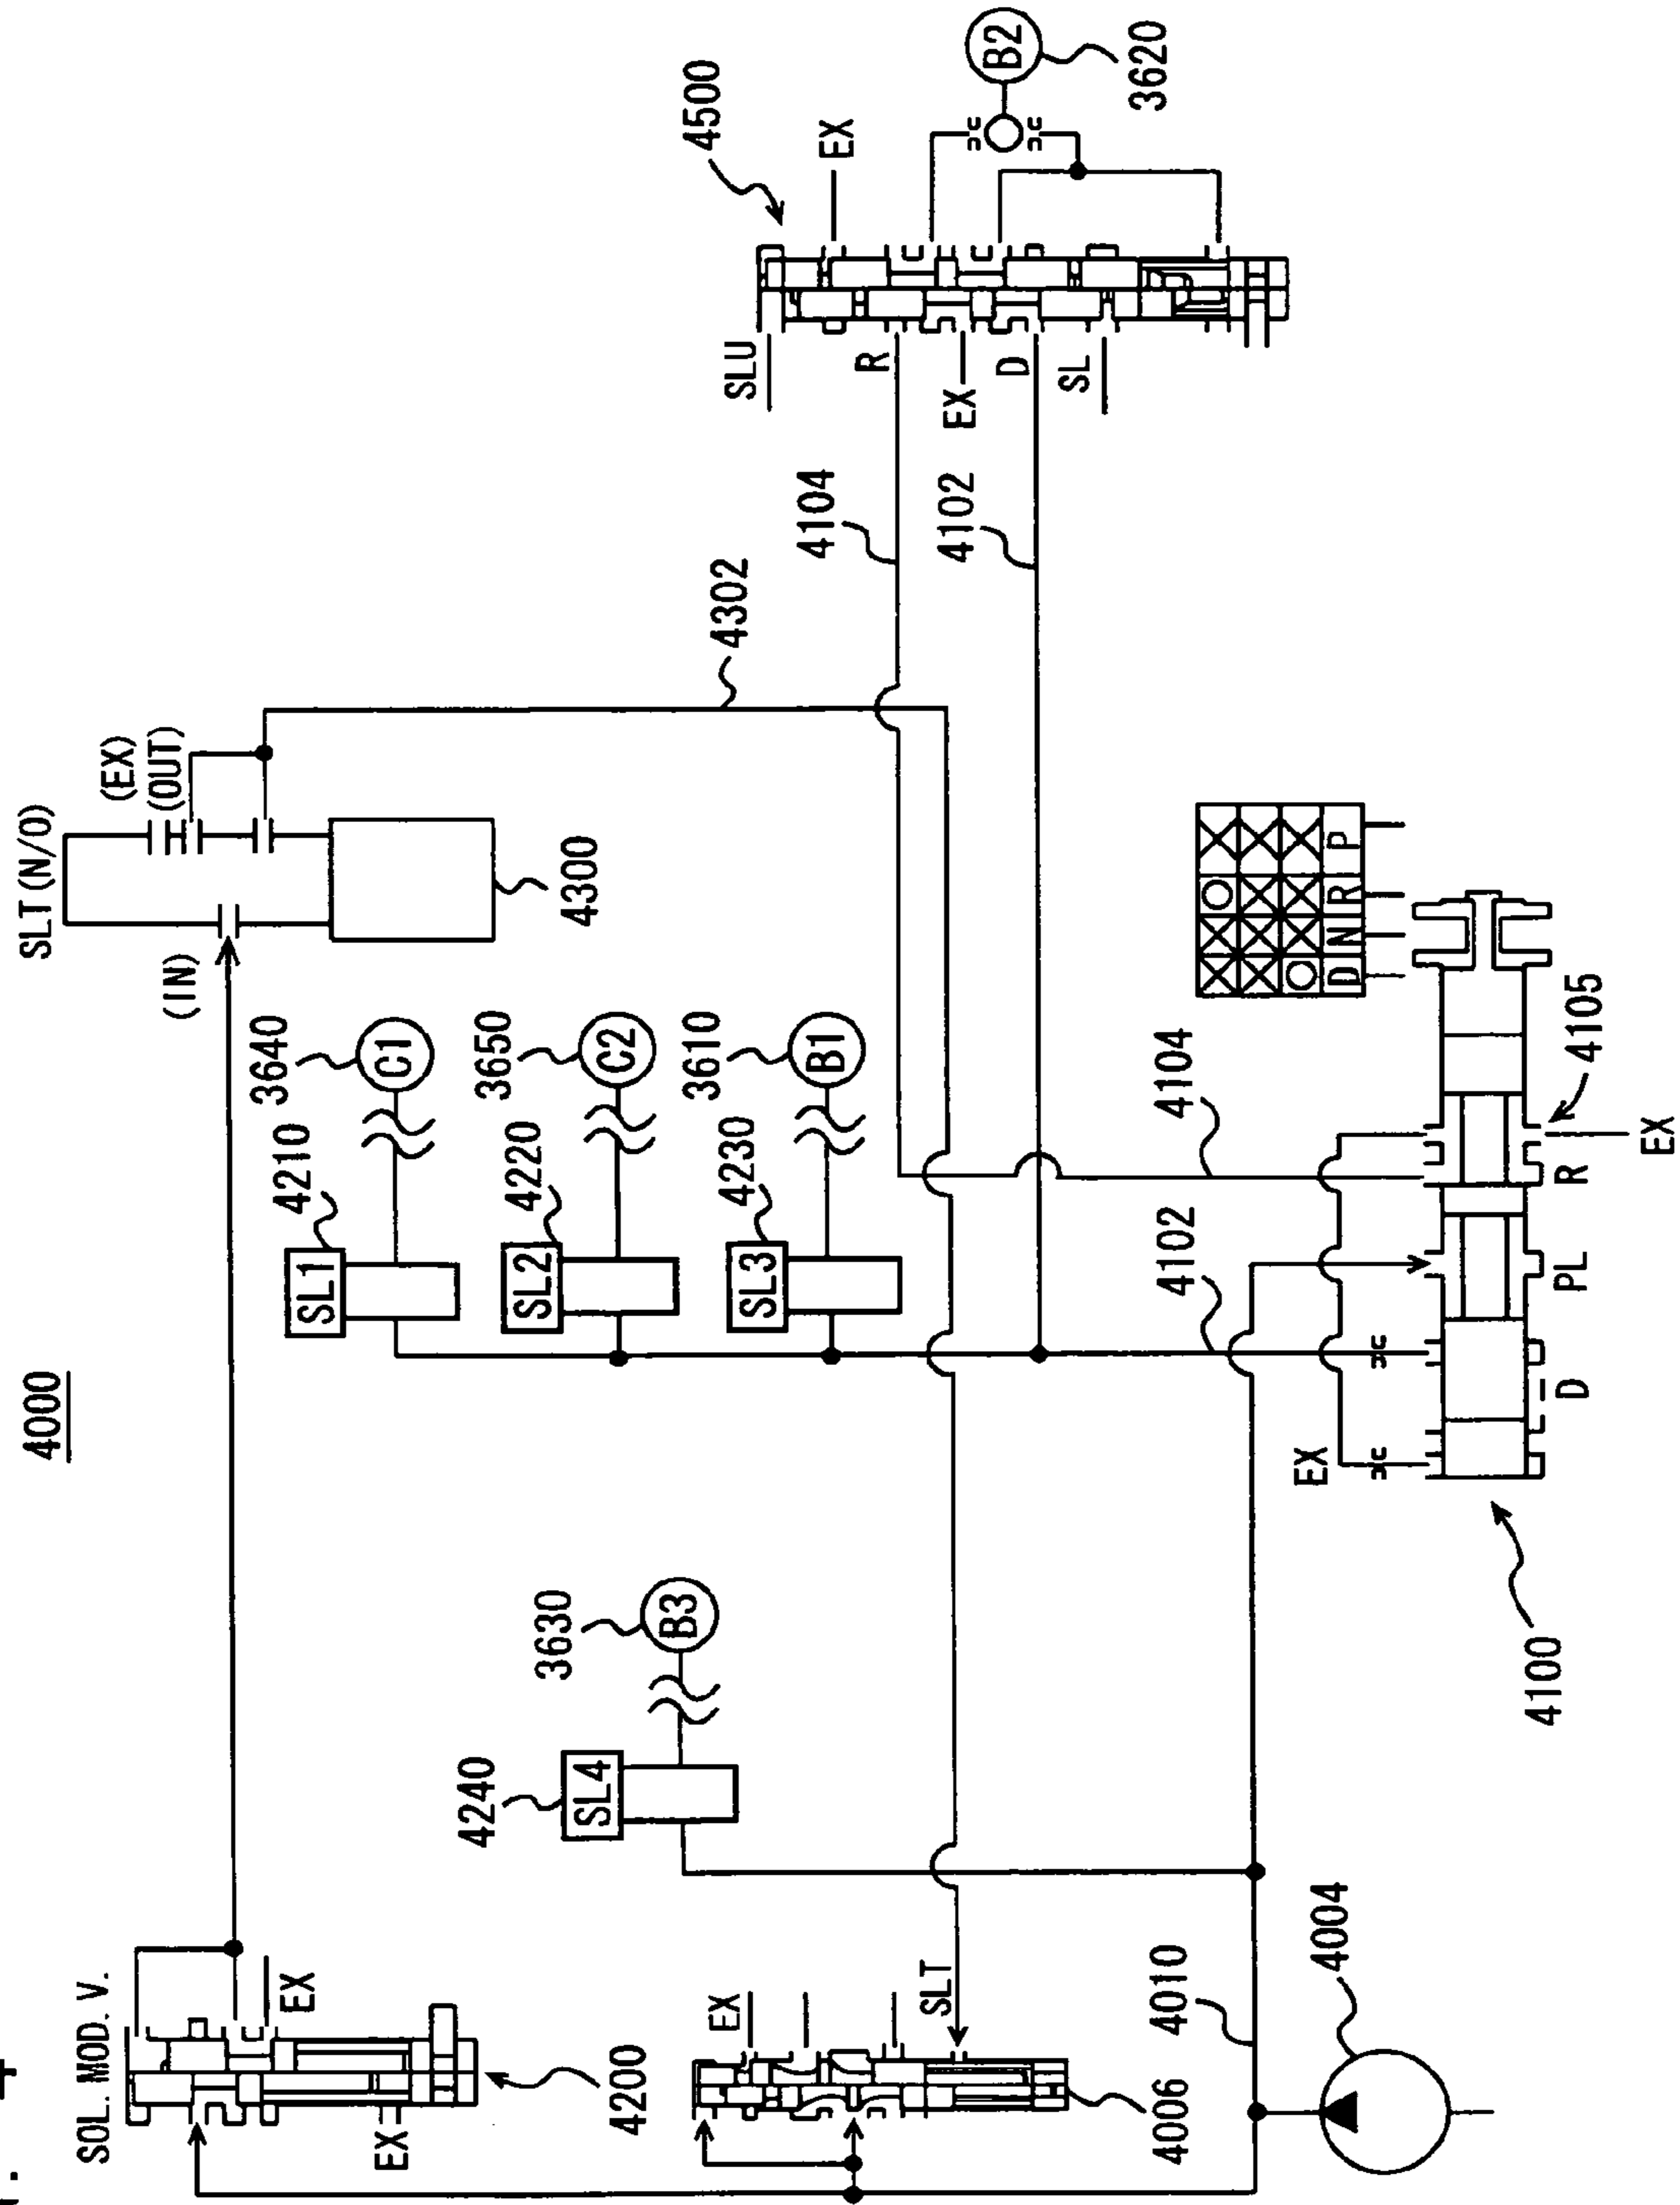 4000
SOL. MOD. V.
EX
EX
4200
EX
SLT
4006
4010
4004
4240
SL4
3630
B3
SLT(N/O)
(EX)
(OUT)
(IN)
4300
4302
4210
SL1
3640
C1
4220
SL2
3650
C2
4230
SL3
3610
B1
4104
4102
4500
SLU
EX
R
EX
D
SL
B2
3620
4102
4104
D N R P
EX
D
PL
R
EX
4105
4100